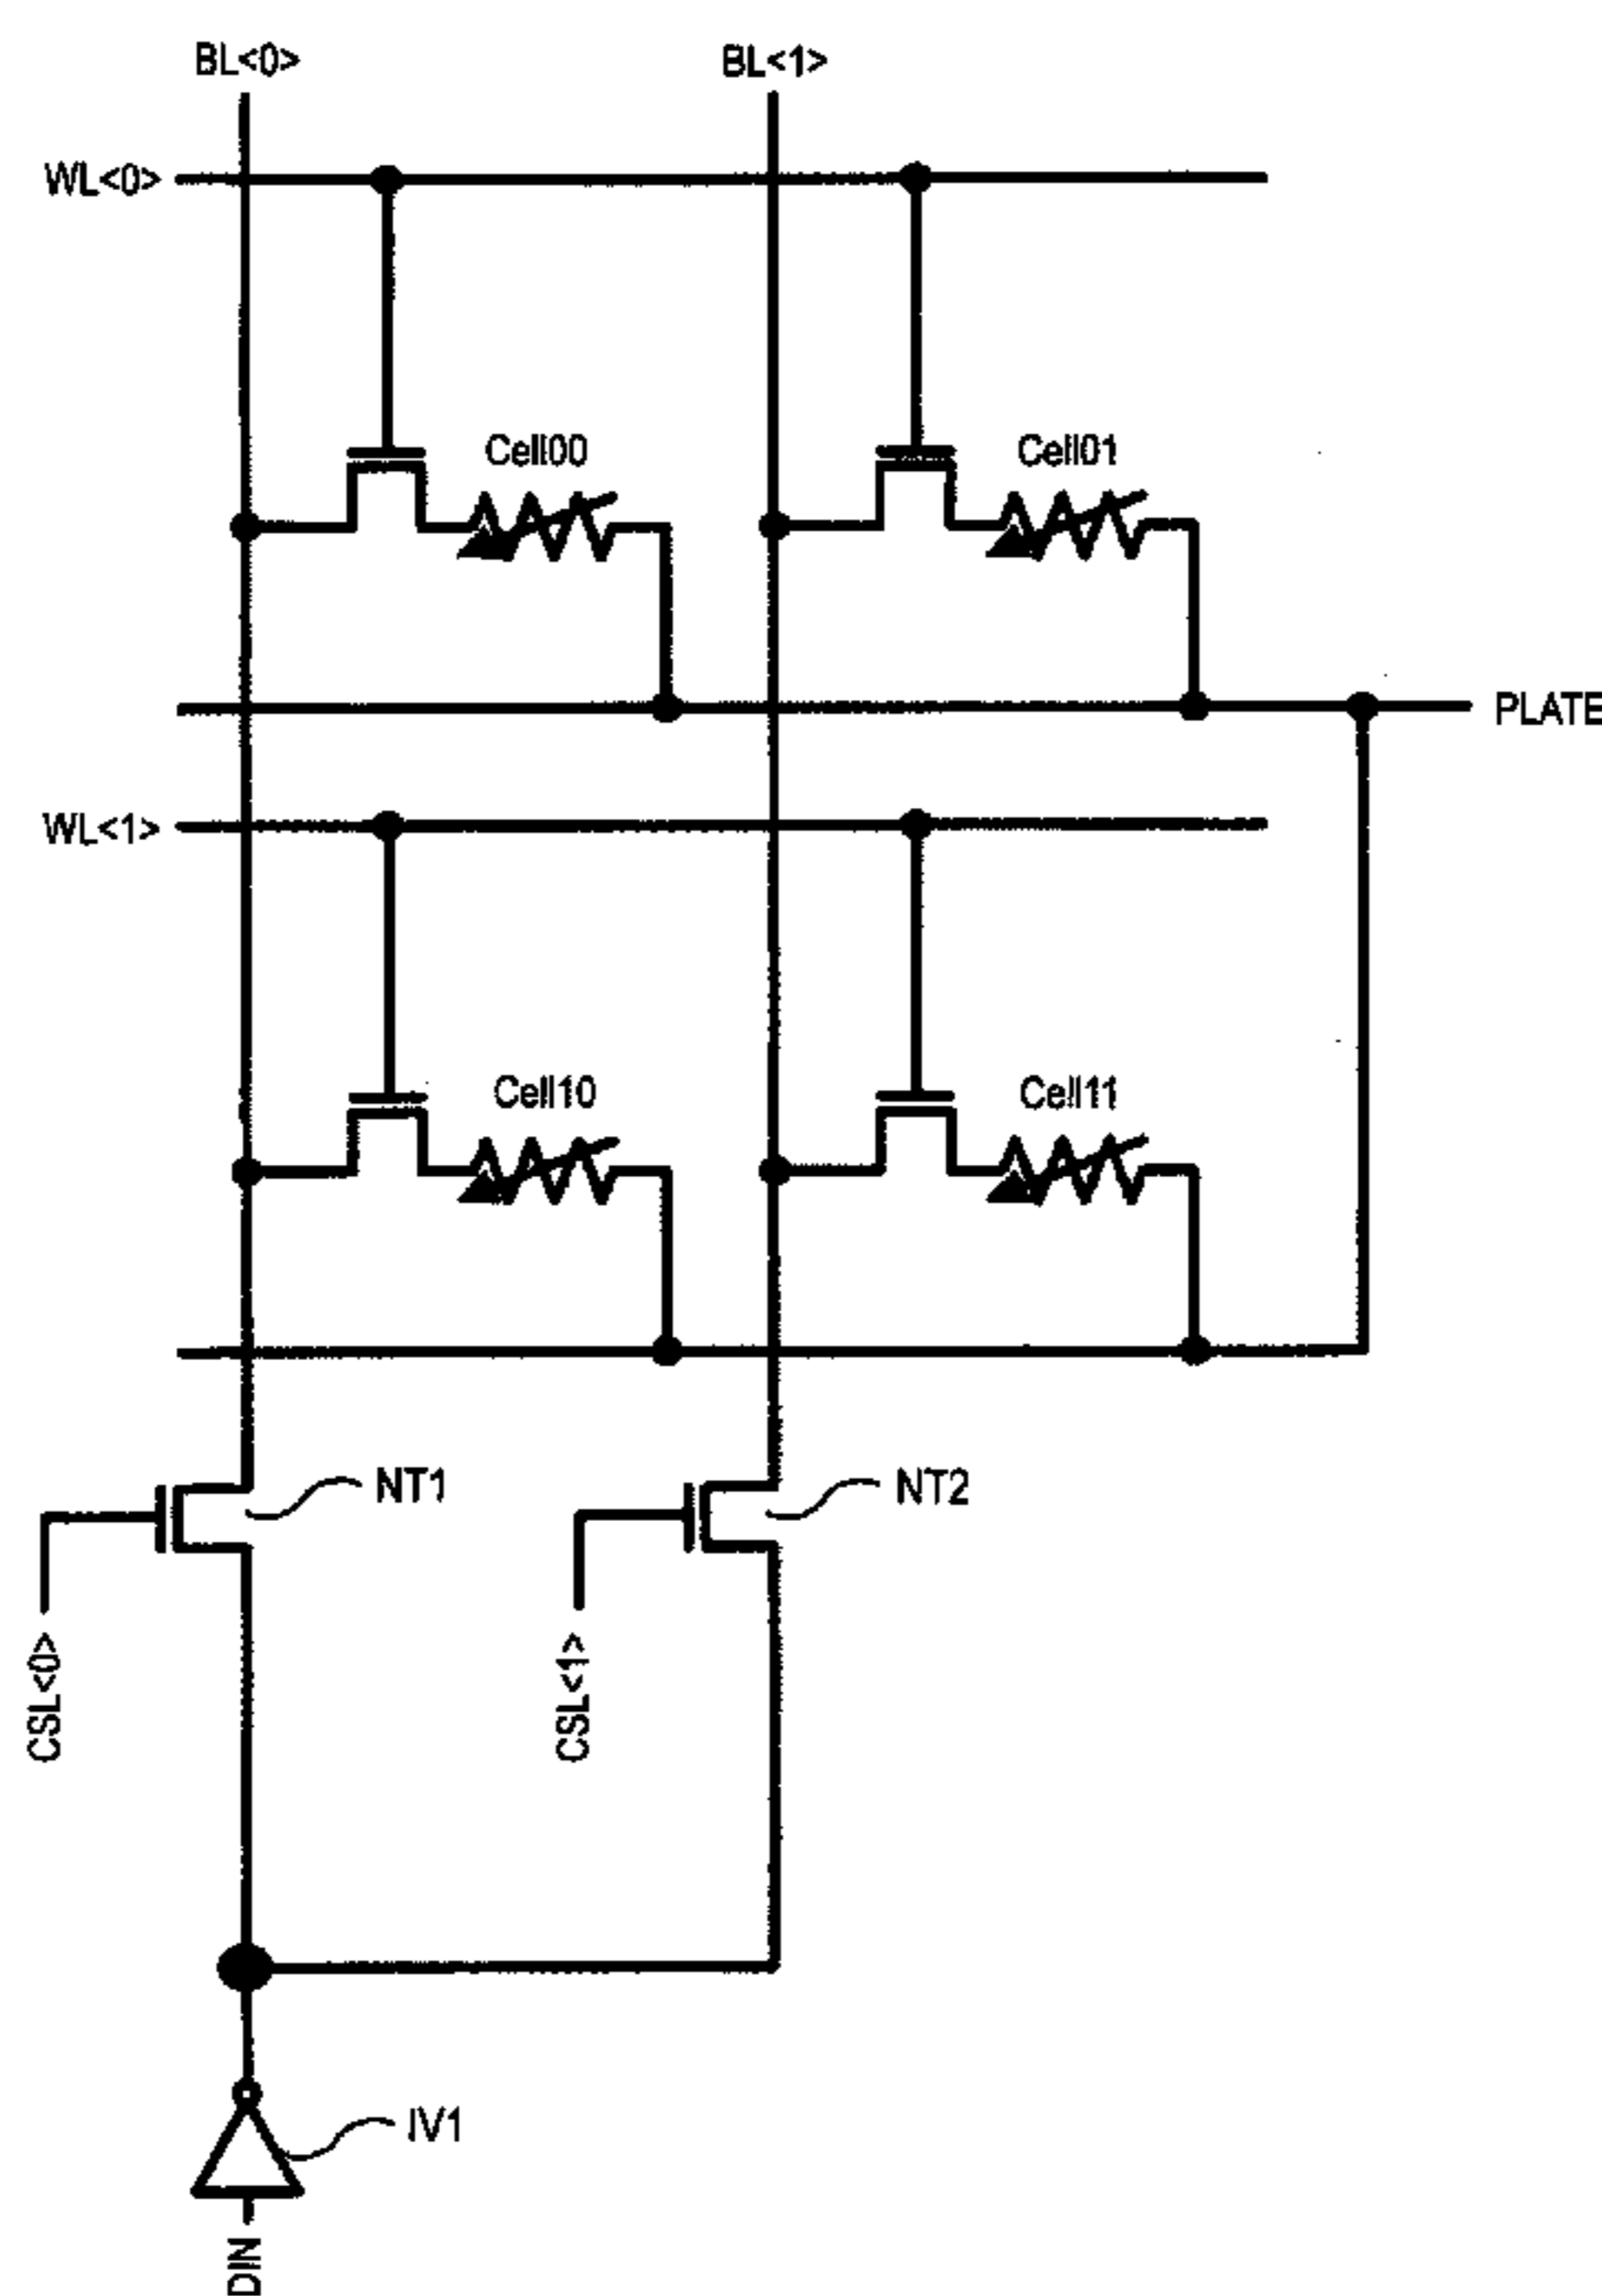 BL<0>
BL<1>
WL<0>
Cell00
Cell01
PLATE
WL<1>
Cell10
Cell11
NT1
NT2
CSL<0>
CSL<1>
IV1
DIN